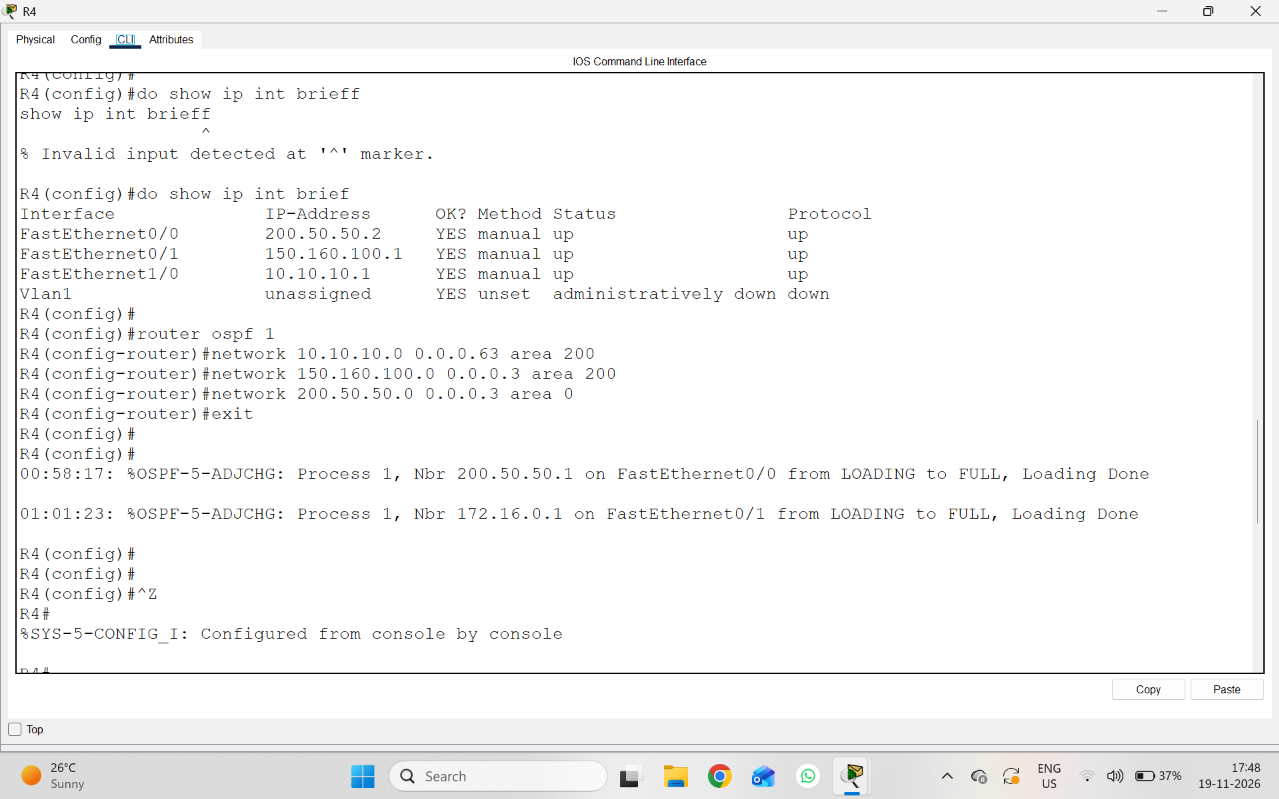 R4
Physical Config CLI Attributes
IOS Command Line Interface
R4(config)#
R4(config)#do show ip int brieff
show ip int brieff
^
% Invalid input detected at '^' marker.
R4(config)#do show ip int brief
Interface IP-Address OK? Method Status Protocol
FastEthernet0/0 200.50.50.2 YES manual up up
FastEthernet0/1 150.160.100.1 YES manual up up
FastEthernet1/0 10.10.10.1 YES manual up up
Vlan1 unassigned YES unset administratively down down
R4(config)#
R4(config)#router ospf 1
R4(config-router)#network 10.10.10.0 0.0.0.63 area 200
R4(config-router)#network 150.160.100.0 0.0.0.3 area 200
R4(config-router)#network 200.50.50.0 0.0.0.3 area 0
R4(config-router)#exit
R4(config)#
R4(config)#
00:58:17: %OSPF-5-ADJCHG: Process 1, Nbr 200.50.50.1 on FastEthernet0/0 from LOADING to FULL, Loading Done
01:01:23: %OSPF-5-ADJCHG: Process 1, Nbr 172.16.0.1 on FastEthernet0/1 from LOADING to FULL, Loading Done
R4(config)#
R4(config)#
R4(config)#^Z
R4#
%SYS-5-CONFIG_I: Configured from console by console
R4#
Copy Paste
Top
26°C
Sunny
Search
ENG
US
37%
17:48
19-11-2026